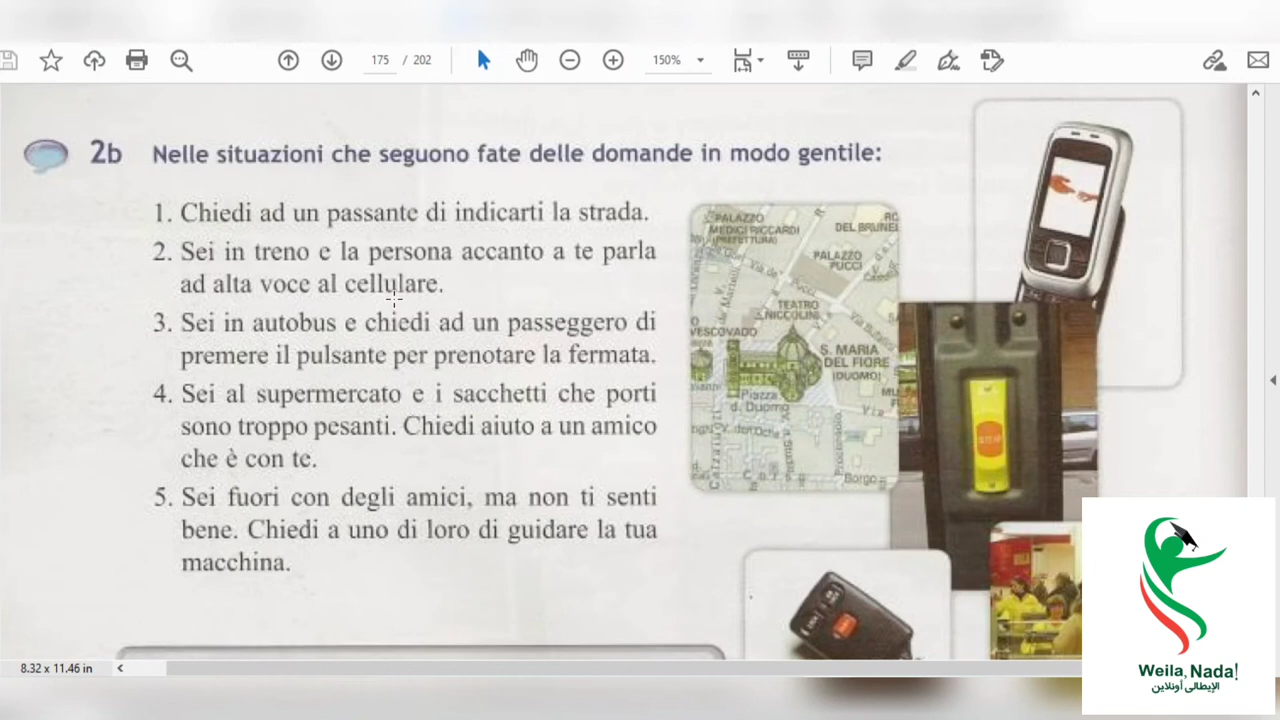 175 / 202
150%
2b Nelle situazioni che seguono fate delle domande in modo gentile:
1. Chiedi ad un passante di indicarti la strada.
2. Sei in treno e la persona accanto a te parla
ad alta voce al cellulare.
3. Sei in autobus e chiedi ad un passeggero di
premere il pulsante per prenotare la fermata.
4. Sei al supermercato e i sacchetti che porti
sono troppo pesanti. Chiedi aiuto a un amico
che è con te.
5. Sei fuori con degli amici, ma non ti senti
bene. Chiedi a uno di loro di guidare la tua
macchina.
PALAZZO
MEDICI RICCARDI
(PREFETTURA)
DEL BRUNEL
PALAZZO
PUCCI
TEATRO
NICCOLINI
VESCOVADO
S. MARIA
DEL FIORE
(DUOMO)
Piazza
d. Duomo
Borgo
8.32 x 11.46 in
Weila, Nada!
الإيطالي أونلاين